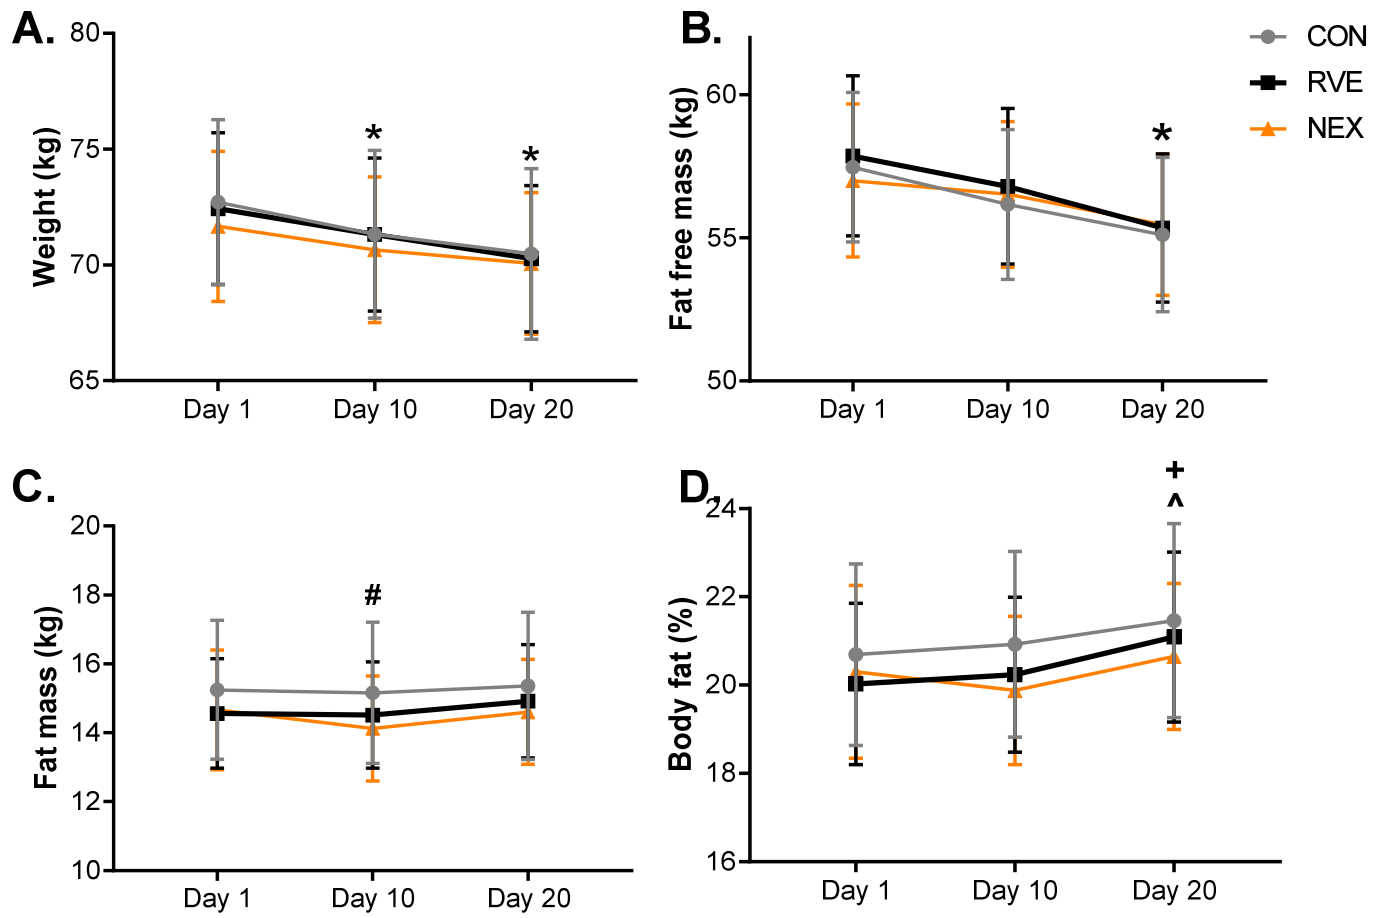 A.
80
75
70
65
Weight (kg)
*
*
Day 1
Day 10
Day 20
B.
60
55
50
Fat free mass (kg)
*
Day 1
Day 10
Day 20
CON
RVE
NEX
C.
20
18
16
14
12
10
Fat mass (kg)
#
Day 1
Day 10
Day 20
D.
24
22
20
18
16
Body fat (%)
+
^
Day 1
Day 10
Day 20